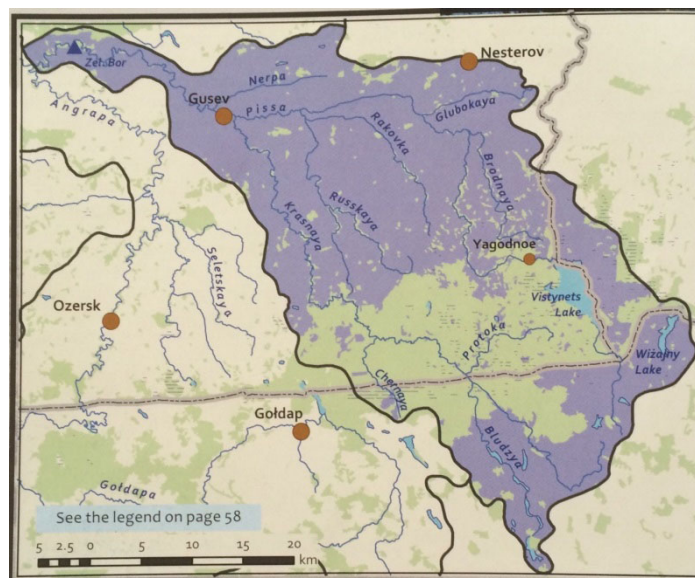 Nesterov
Zel. Bor
Nerpa
Angrapa
Gusev
Pissa
Glubokaya
Rakovka
Brodnaya
Krasnaya
Russkaya
Yagodnoe
Seletskaya
Vistynets
Lake
Ozersk
Protoka
Wiżajny
Lake
Chernaya
Gołdap
Bludzya
Gołdapa
See the legend on page 58
5 2.5 0 5 10 15 20
km